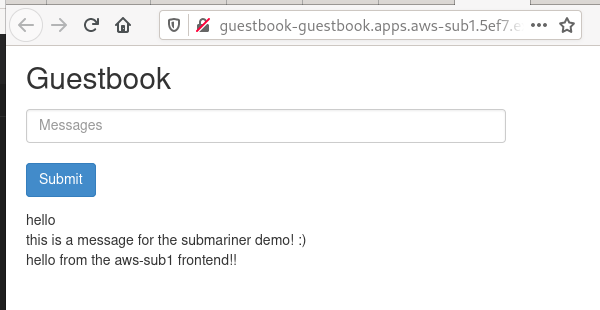 guestbook-guestbook.apps.aws-sub1.5ef7.e
Guestbook
Messages
Submit
hello
this is a message for the submariner demo! :)
hello from the aws-sub1 frontend!!